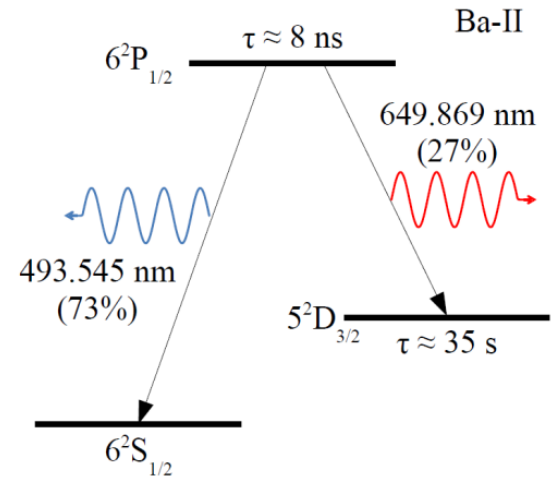 Ba-II
6²P₁/₂
τ ≈ 8 ns
649.869 nm
(27%)
493.545 nm
(73%)
5²D₃/₂
τ ≈ 35 s
6²S₁/₂